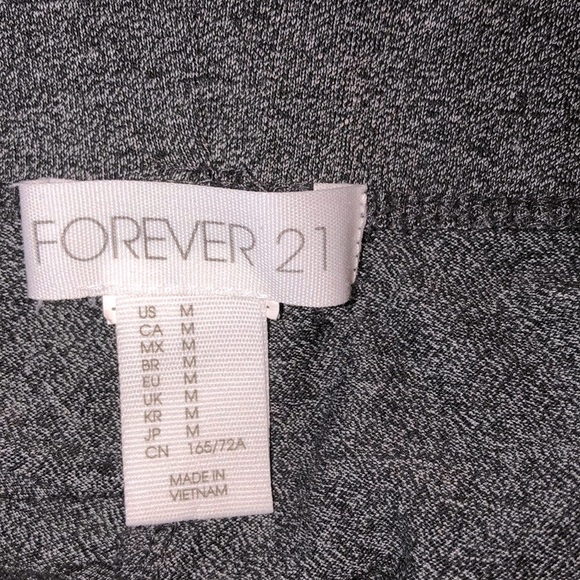 FOREVER 21
US M
CA M
MX M
BR M
EU M
UK M
KR M
JP M
CN 165/72A
MADE IN
VIETNAM